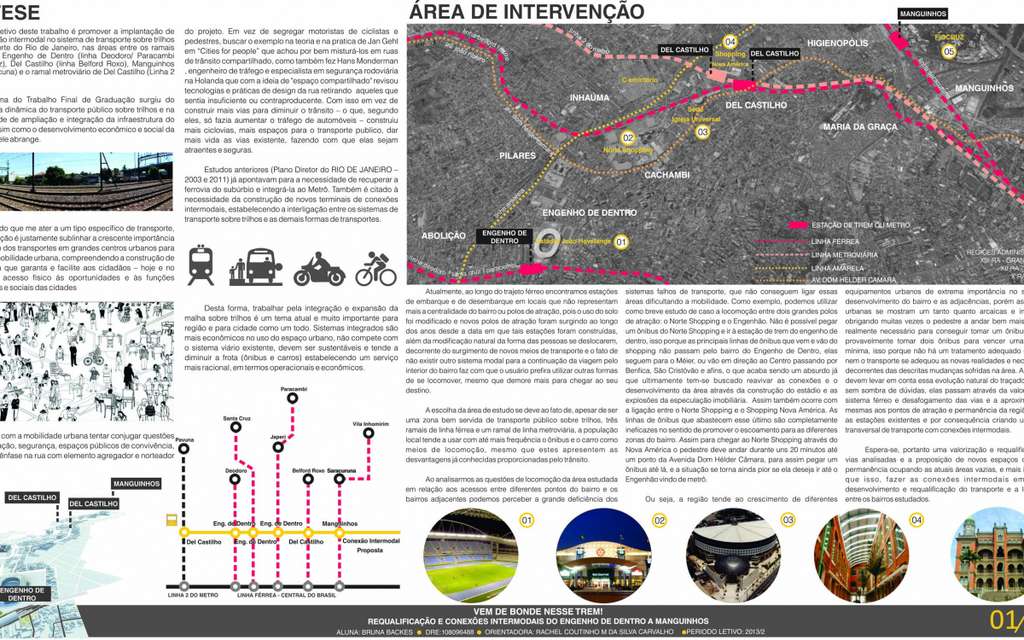 TESE
etivo deste trabalho é promover a implantação de
ão intermodal no sistema de transporte sobre trilhos
rte do Rio de Janeiro, nas áreas entre os ramais
Engenho de Dentro (linha Deodoro/ Paracambi
z), Del Castilho (linha Belford Roxo), Manguinhos
cuna) e o ramal metroviário de Del Castilho (Linha 2
ma do Trabalho Final de Graduação surgiu do
a dinâmica do transporte público sobre trilhos e na
de de ampliação e integração da infraestrutura do
sim como o desenvolvimento econômico e social da
ele abrange.
do que me ater a um tipo específico de transporte,
ção é justamente sublinhar a crescente importância
dos transportes em grandes centros urbanos para
obilidade urbana, compreendendo a construção de
que garanta e facilite aos cidadãos – hoje e no
acesso físico às oportunidades e às funções
s e sociais das cidades
com a mobilidade urbana tentar conjugar questões
ação, segurança, espaços públicos de convivência,
ênfase na rua com elemento agregador e norteador
DEL CASTILHO
MANGUINHOS
DEL CASTILHO
ENGENHO DE
DENTRO
do projeto. Em vez de segregar motoristas de ciclistas e
pedestres, buscar o exemplo na teoria e na pratica de Jan Gehl
em "Cities for people" que achou por bem misturá-los em ruas
de trânsito compartilhado, como também fez Hans Monderman
, engenheiro de tráfego e especialista em segurança rodoviária
na Holanda que com a ideia de "espaço compartilhado" revisou
tecnologias e práticas de design da rua retirando aqueles que
sentia insuficiente ou contraproducente. Com isso em vez de
construir mais vias para diminuir o trânsito – o que, segundo
eles, só fazia aumentar o tráfego de automóveis – construiu
mais ciclovias, mais espaços para o transporte publico, dar
mais vida as vias existente, fazendo com que elas sejam
atraentes e seguras.
Estudos anteriores (Plano Diretor do RIO DE JANEIRO –
2003 e 2011) já apontavam para a necessidade de recuperar a
ferrovia do subúrbio e integrá-la ao Metrô. Também é citado à
necessidade da construção de novos terminais de conexões
intermodais, estabelecendo a interligação entre os sistemas de
transporte sobre trilhos e as demais formas de transportes.
Desta forma, trabalhar pela integração e expansão da
malha sobre trilhos é um tema atual e muito importante para
região e para cidade como um todo. Sistemas integrados são
mais econômicos no uso do espaço urbano, não compete com
o sistema viário existente, devem ser sustentáveis e tende a
diminuir a frota (ônibus e carros) estabelecendo um serviço
mais racional, em termos operacionais e econômicos.
Paracambi
Santa Cruz
Vila Inhomirim
Pavuna
Japeri
Deodoro
Belford Roxo
Saracuruna
Eng. de Dentro
Eng. de Dentro
Manguinhos
Del Castilho
Eng. de Dentro
Del Castilho
Conexão Intermodal
Proposta
LINHA 2 DO METRO
LINHA FÉRREA - CENTRAL DO BRASIL
ÁREA DE INTERVENÇÃO
MANGUINHOS
DEL CASTILHO
04
DEL CASTILHO
Shopping
Nova América
HIGIENÓPOLIS
FIOCRUZ
05
MANGUINHOS
Cemitério
INHAÚMA
DEL CASTILHO
Sede
Igreja Universal
03
MARIA DA GRAÇA
02
Norte Shopping
PILARES
CACHAMBI
ENGENHO DE DENTRO
ABOLIÇÃO
ENGENHO DE
DENTRO
Estádio João Havelange
01
ESTAÇÃO DE TREM OU METRO
LINHA FÉRREA
LINHA METROVIÁRIA
LINHA AMARELA
AV. DOM HELDER CÂMARA
Atualmente, ao longo do trajeto férreo encontramos estações
de embarque e de desembarque em locais que não representam
mais a centralidade do bairro ou polos de atração, pois o uso do solo
foi modificado e novos polos de atração foram surgindo ao longo
dos anos desde a data em que tais estações foram construídas,
além da modificação natural da forma das pessoas se deslocarem,
decorrente do surgimento de novos meios de transporte e o fato de
não existir outro sistema modal para a continuação da viagem pelo
interior do bairro faz com que o usuário prefira utilizar outras formas
de se locomover, mesmo que demore mais para chegar ao seu
destino.
A escolha da área de estudo se deve ao fato de, apesar de ser
uma zona bem servida de transporte público sobre trilhos, três
ramais de linha férrea e um ramal de linha metroviária, a população
local tende a usar com até mais frequência o ônibus e o carro como
meios de locomoção, mesmo que estes apresentem as
desvantagens já conhecidas proporcionadas pelo trânsito.
Ao analisarmos as questões de locomoção da área estudada
em relação aos acessos entre diferentes pontos do bairro e os
bairros adjacentes podemos perceber a grande deficiência dos
sistemas falhos de transporte, que não conseguem ligar essas
áreas dificultando a mobilidade. Como exemplo, podemos utilizar
como breve estudo de caso a locomoção entre dois grandes polos
de atração: o Norte Shopping e o Engenhão. Não é possível pegar
um ônibus do Norte Shopping e ir à estação de trem do engenho de
dentro, isso porque as principais linhas de ônibus que vem e vão do
shopping não passam pelo bairro do Engenho de Dentro, elas
seguem para o Méier, ou vão em direção ao Centro passando por
Benfica, São Cristóvão e afins, o que acaba sendo um absurdo já
que ultimamente tem-se buscado reavivar as conexões e o
desenvolvimento da área através da construção do estádio e as
explosões da especulação imobiliária. Assim também ocorre com
a ligação entre o Norte Shopping e o Shopping Nova América. As
linhas de ônibus que abastecem esse último são completamente
ineficazes no sentido de promover o escoamento para as diferentes
zonas do bairro. Assim para chegar ao Norte Shopping através do
Nova América o pedestre deve andar durante uns 20 minutos até
um ponto da Avenida Dom Hélder Câmara, para assim pegar um
ônibus até lá, e a situação se torna ainda pior se ela deseja ir até o
Engenhão vindo de metrô.
Ou seja, a região tende ao crescimento de diferentes
equipamentos urbanos de extrema importância no
desenvolvimento do bairro e as adjacências, porém as
urbanas se mostram um tanto quanto arcaicas e
obrigando muitas vezes o pedestre a andar bem mais
realmente necessário para conseguir tomar um ônibus
provavelmente tomar dois ônibus para vencer uma
mínima, isso porque não há um tratamento adequado
nem o transporte se adequou as novas realidades e
decorrentes das descritas mudanças sofridas na área. A
devem levar em conta essa evolução natural do traçado
sem sombra de dúvidas, elas passam através da valor
sistema férreo e desafogamento das vias e a aproxim
mesmas aos pontos de atração e permanência da região
as estações existentes e por consequência criando u
transversal de transporte com conexões intermodais.
Espera-se, portanto uma valorização e requalific
vias analisadas e a proposição de novos espaços
permanência ocupando as atuais áreas vazias, e mais
que isso, fazer as conexões intermodais em
desenvolvimento e requalificação do transporte e a
entre os bairros estudados.
01
02
03
04
VEM DE BONDE NESSE TREM!
REQUALIFICAÇÃO E CONEXÕES INTERMODAIS DO ENGENHO DE DENTRO A MANGUINHOS
ALUNA: BRUNA BACKES ● DRE:108096488 ● ORIENTADORA: RACHEL COUTINHO M DA SILVA CARVALHO ●PERIODO LETIVO: 2013/2
01/